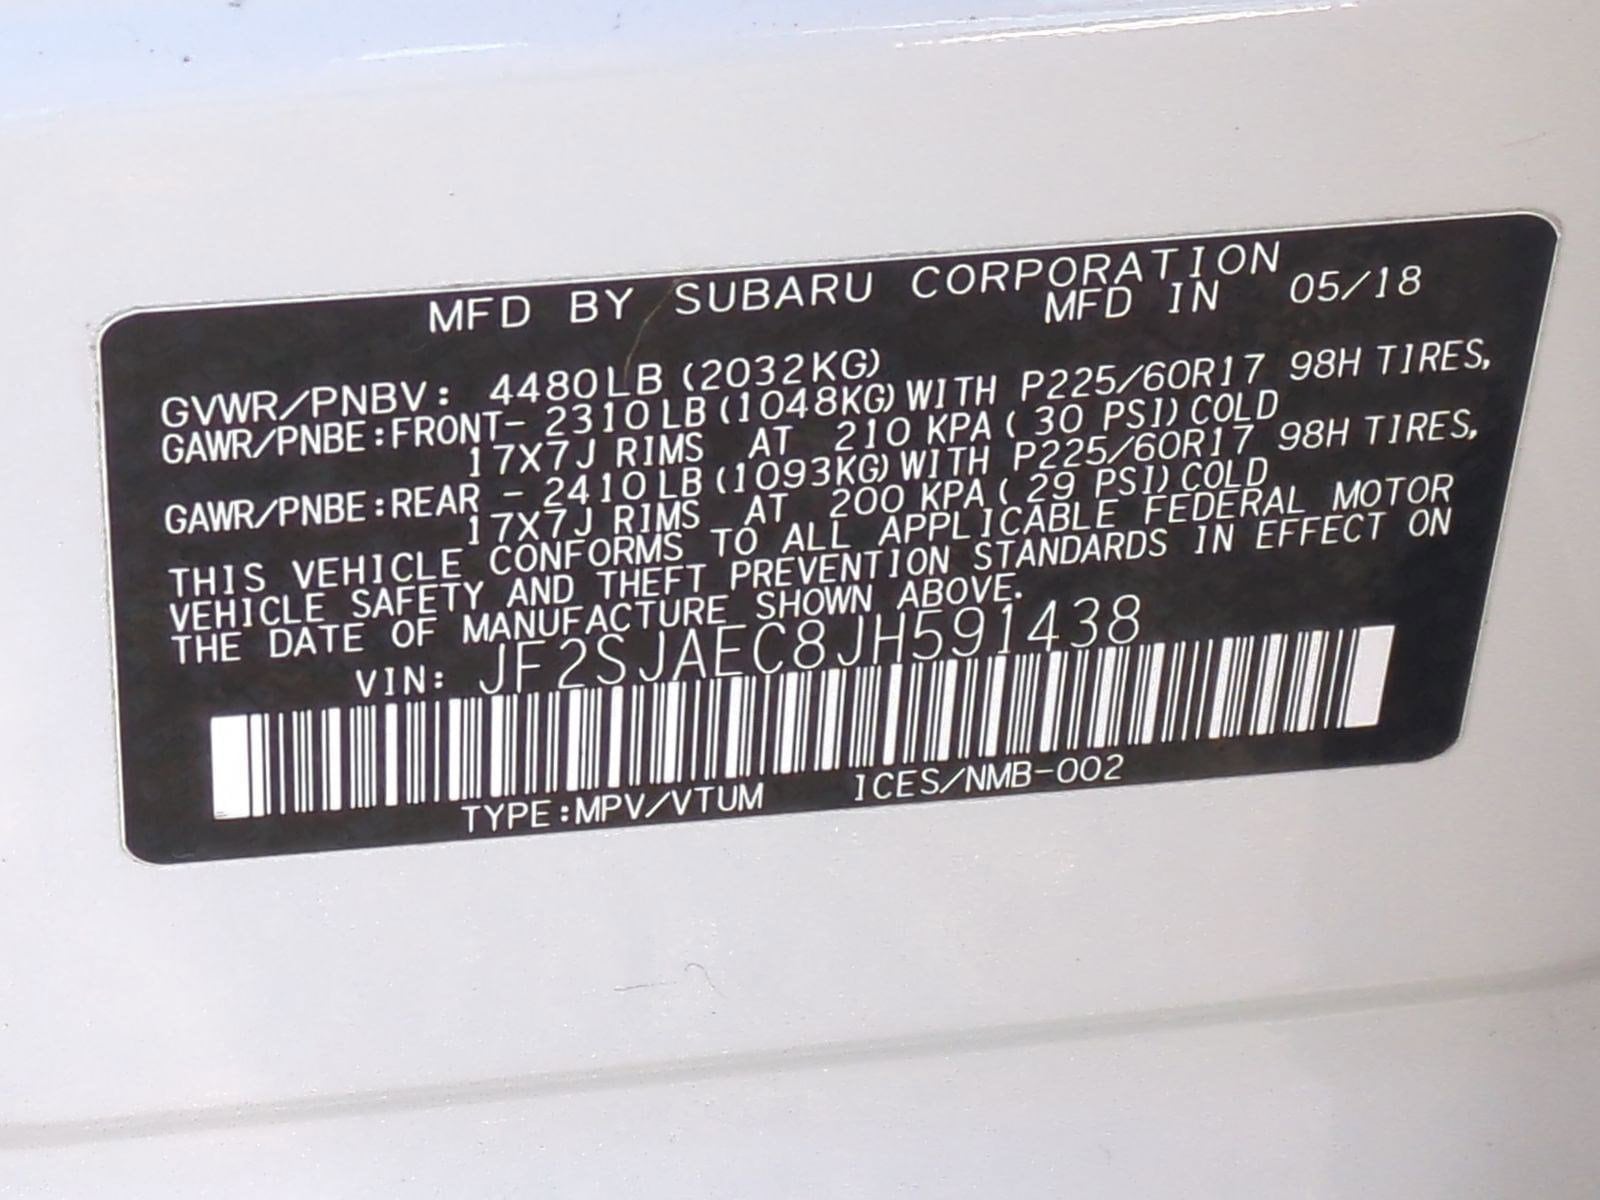 MFD BY SUBARU CORPORATION
MFD IN 05/18
GVWR/PNBV: 4480LB (2032KG)
GAWR/PNBE:FRONT- 2310LB (1048KG) WITH P225/60R17 98H TIRES,
17X7J RIMS AT 210 KPA ( 30 PSI) COLD
GAWR/PNBE:REAR - 2410LB (1093KG) WITH P225/60R17 98H TIRES,
17X7J RIMS AT 200 KPA ( 29 PSI) COLD
THIS VEHICLE CONFORMS TO ALL APPLICABLE FEDERAL MOTOR
VEHICLE SAFETY AND THEFT PREVENTION STANDARDS IN EFFECT ON
THE DATE OF MANUFACTURE SHOWN ABOVE.
VIN: JF2SJAEC8JH591438
TYPE:MPV/VTUM ICES/NMB-002